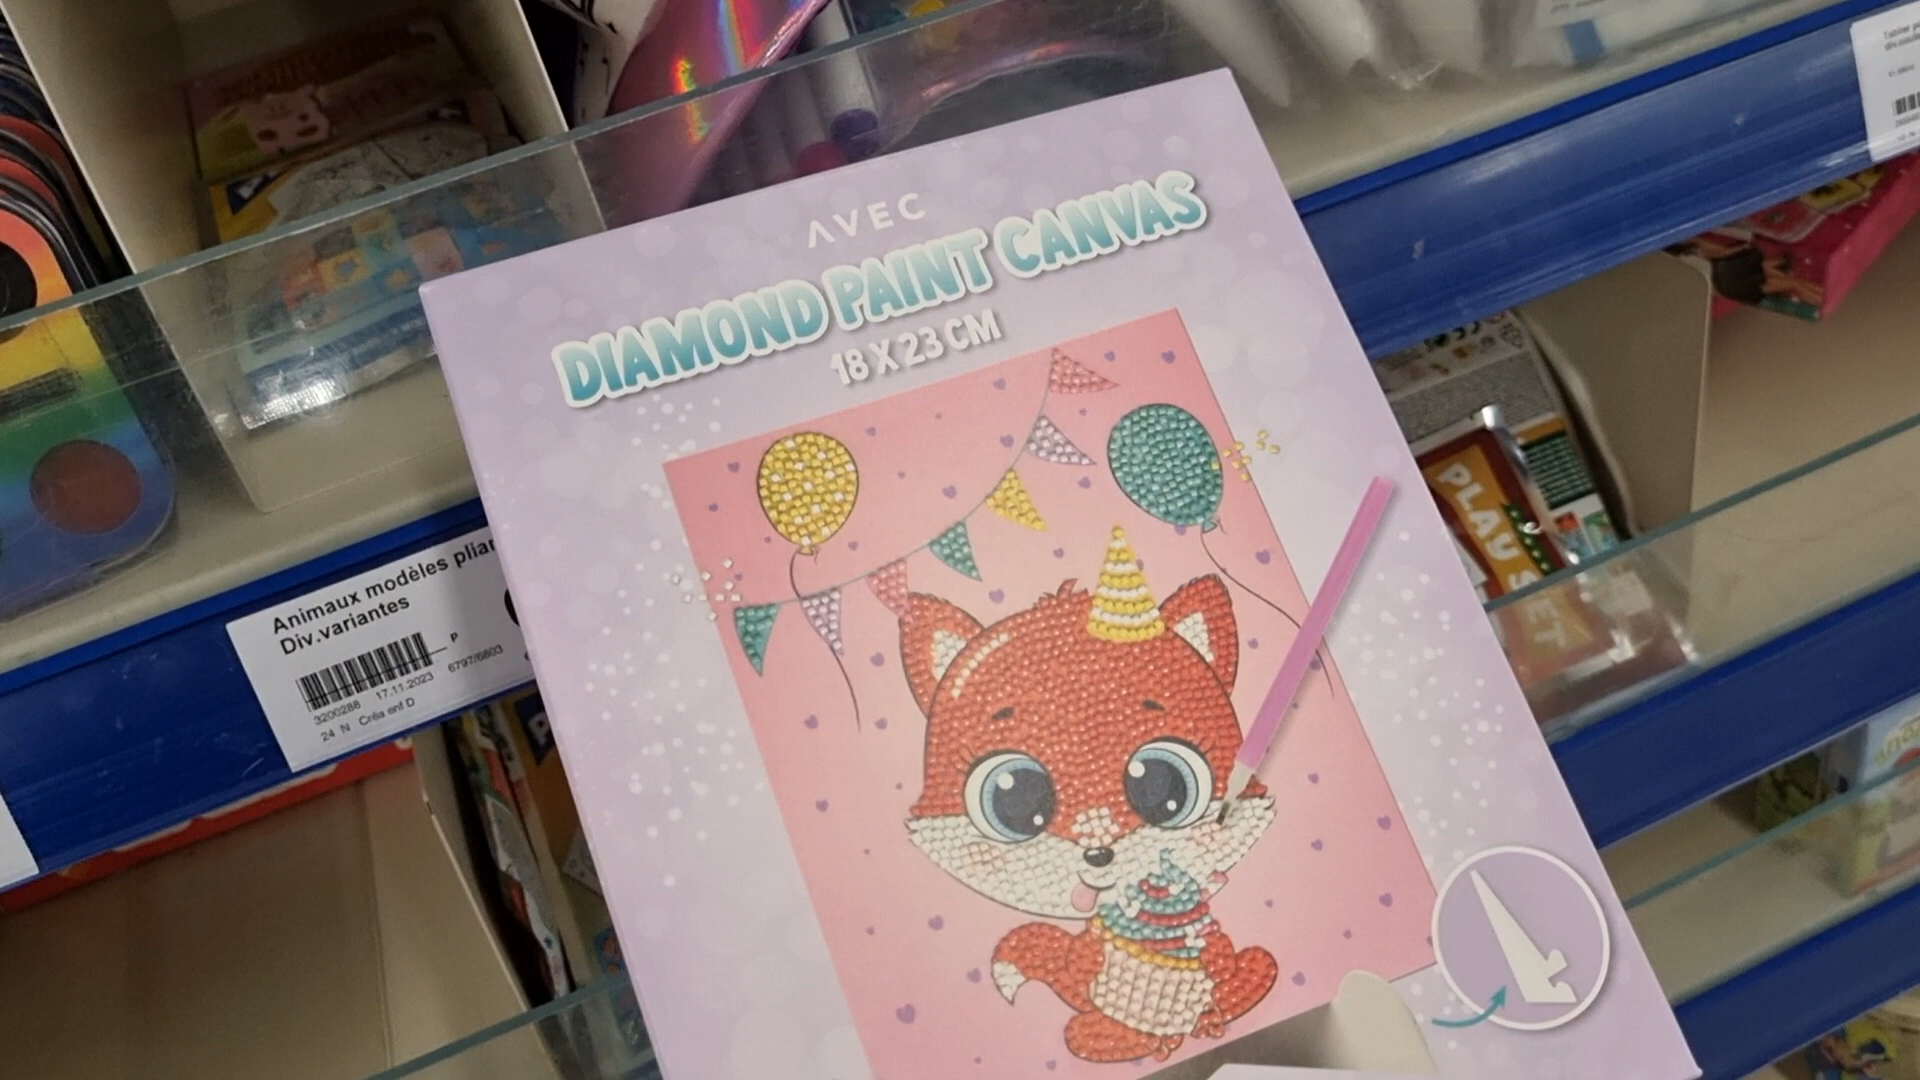 AVEC
DIAMOND PAINT CANVAS
18 X 23 CM
Animaux modèles plian
Div.variantes
P
3200288 17.11.2023 6797/6803
24 N Créa enf D
PLAY SET